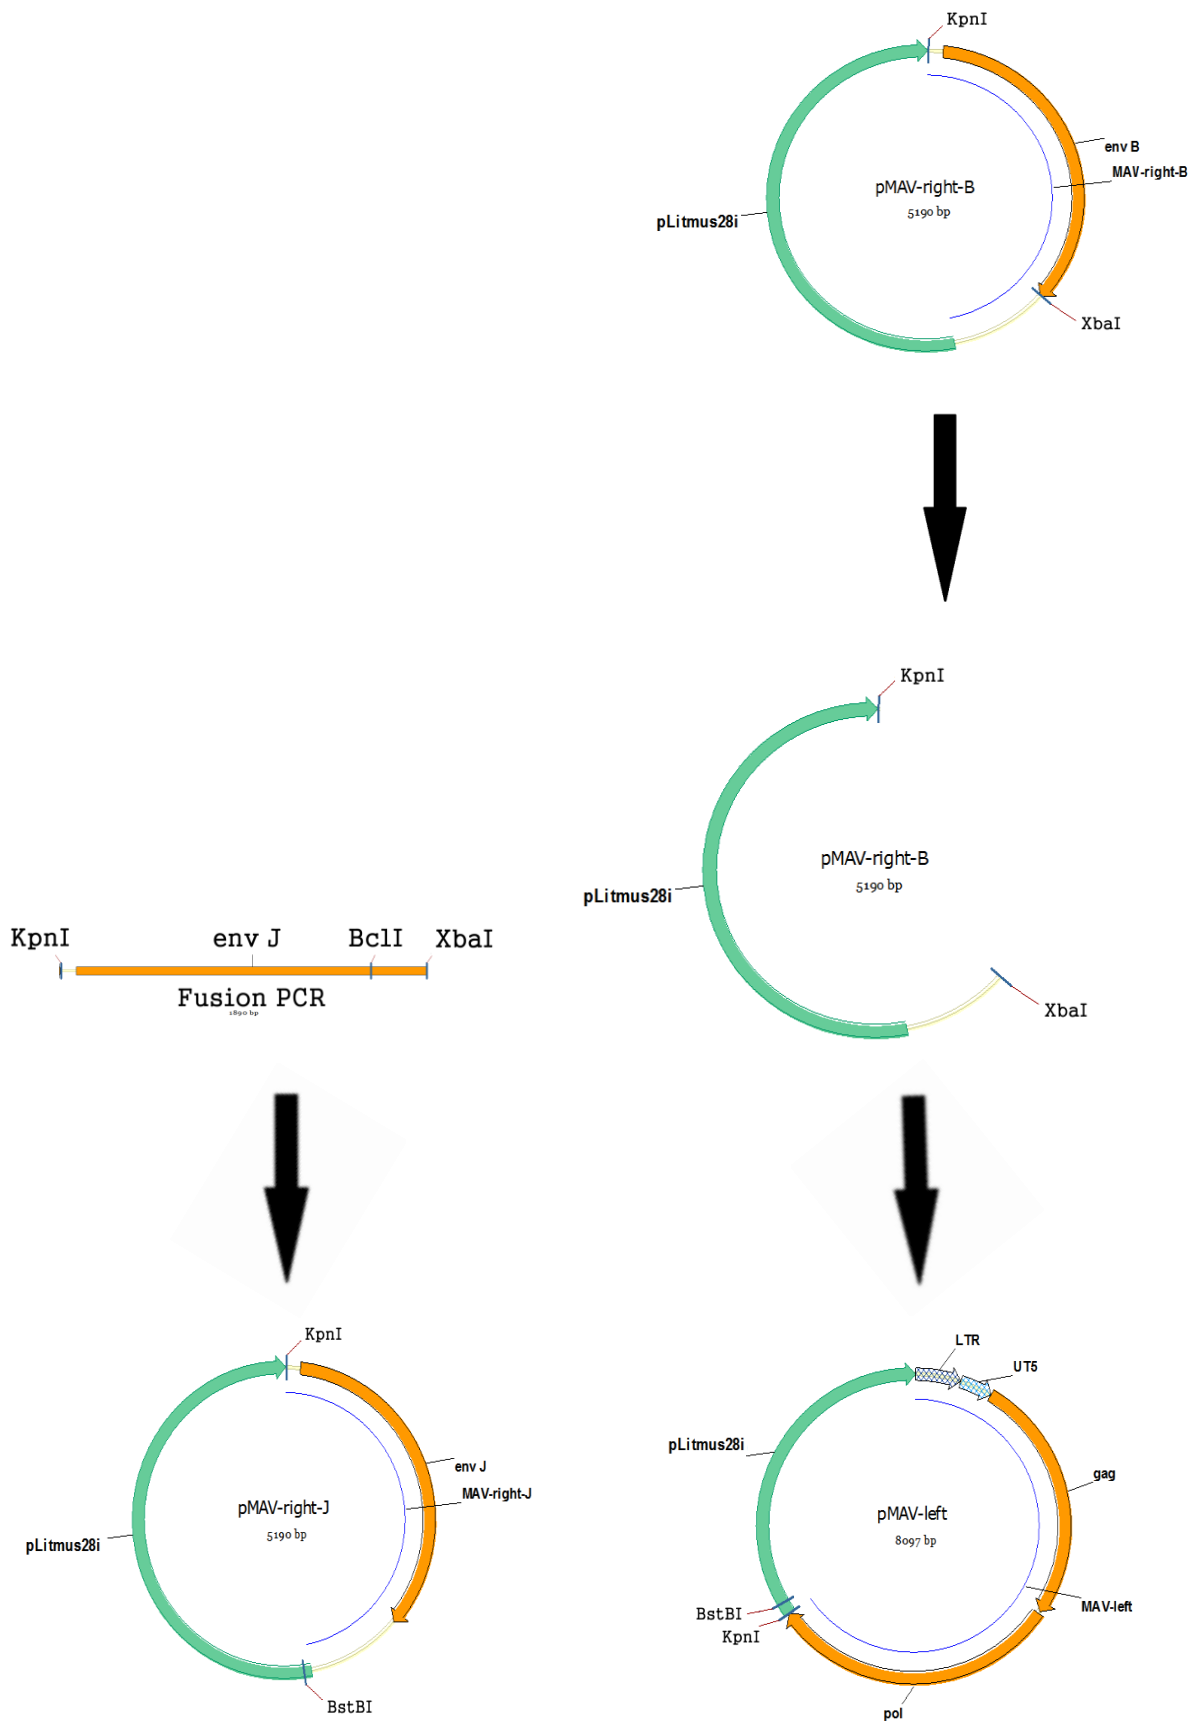 KpnI
env B
MAV-right-B
pMAV-right-B
5190 bp
pLitmus28i
XbaI
KpnI
pMAV-right-B
5190 bp
pLitmus28i
XbaI
KpnI
env J
BclI
XbaI
Fusion PCR
1890 bp
KpnI
env J
MAV-right-J
pMAV-right-J
5190 bp
pLitmus28i
BstBI
LTR
UT5
pLitmus28i
gag
pMAV-left
8097 bp
MAV-left
BstBI
KpnI
pol